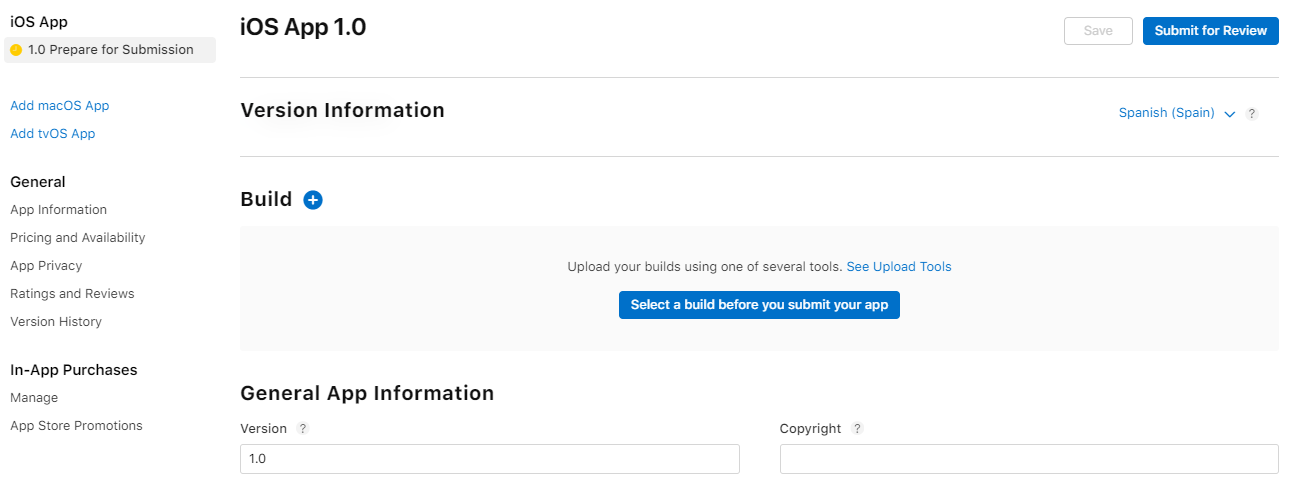 iOS App
1.0 Prepare for Submission
Add macOS App
Add tvOS App
General
App Information
Pricing and Availability
App Privacy
Ratings and Reviews
Version History
In-App Purchases
Manage
App Store Promotions
iOS App 1.0
Save
Submit for Review
Version Information
Spanish (Spain)
?
Build
Upload your builds using one of several tools. See Upload Tools
Select a build before you submit your app
General App Information
Version ?
1.0
Copyright ?